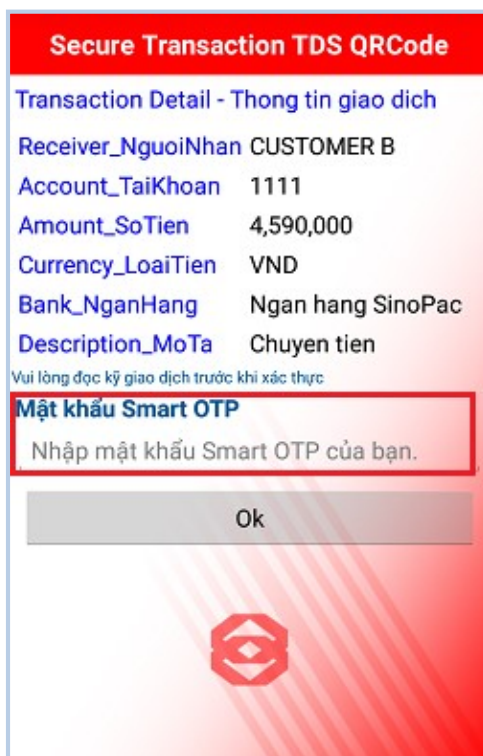 Secure Transaction TDS QRCode
Transaction Detail - Thong tin giao dich
Receiver_NguoiNhan CUSTOMER B
Account_TaiKhoan 1111
Amount_SoTien 4,590,000
Currency_LoaiTien VND
Bank_NganHang Ngan hang SinoPac
Description_MoTa Chuyen tien
Vui lòng đọc kỹ giao dịch trước khi xác thực
Mật khẩu Smart OTP
Nhập mật khẩu Smart OTP của bạn.
Ok